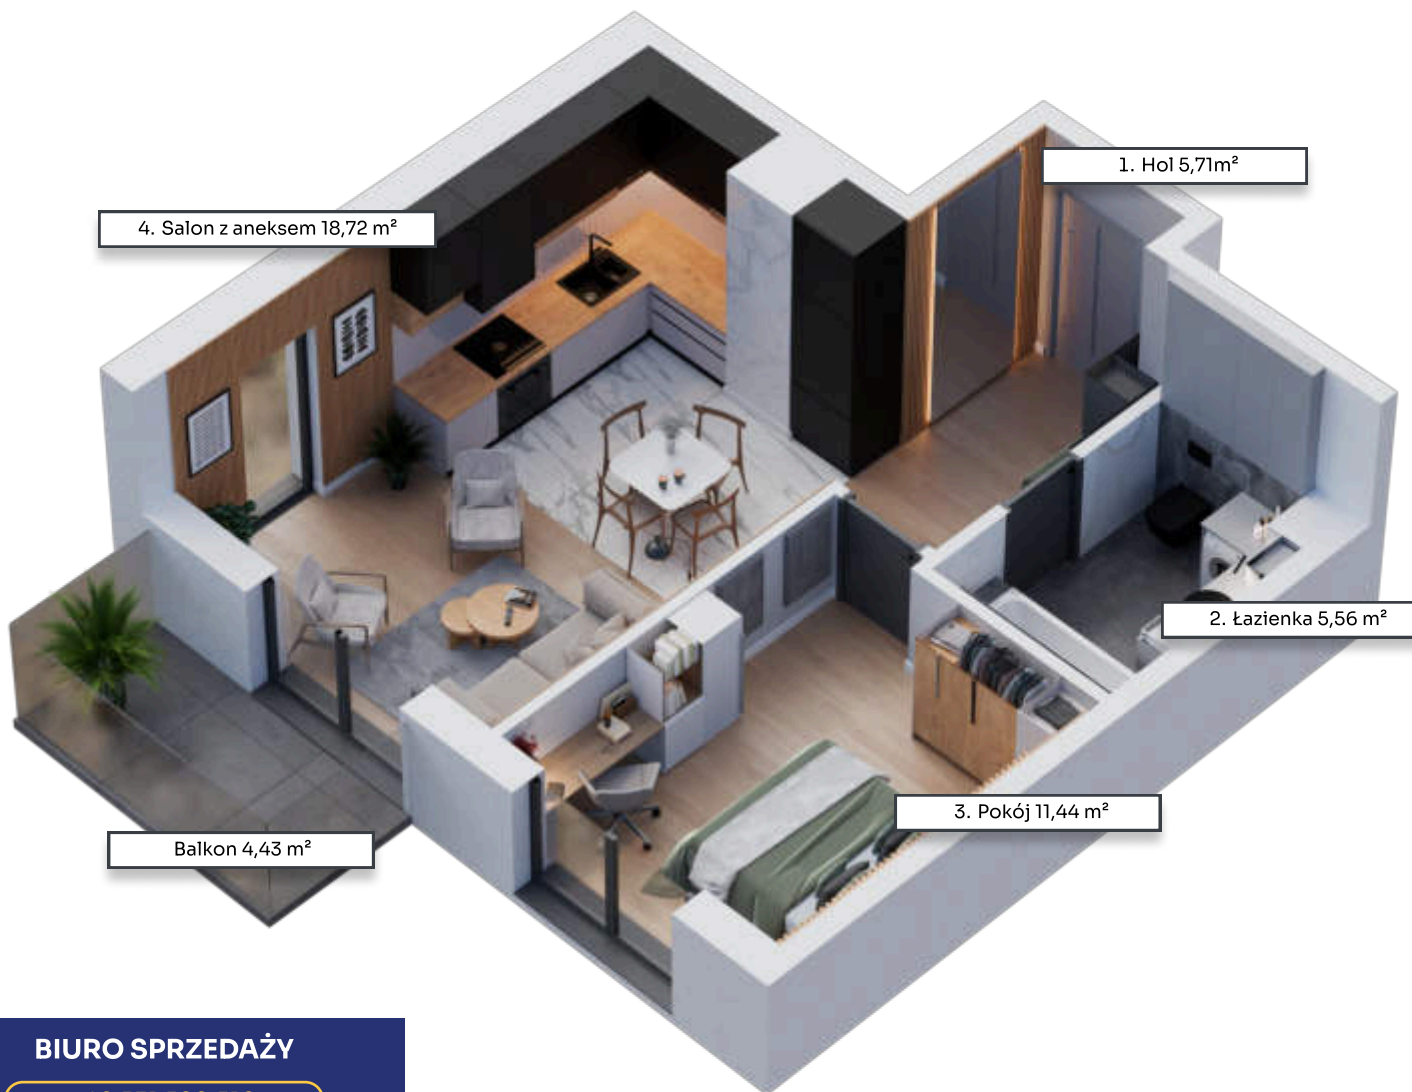 1. Hol 5,71m²
4. Salon z aneksem 18,72 m²
2. Łazienka 5,56 m²
3. Pokój 11,44 m²
Balkon 4,43 m²
BIURO SPRZEDAŻY